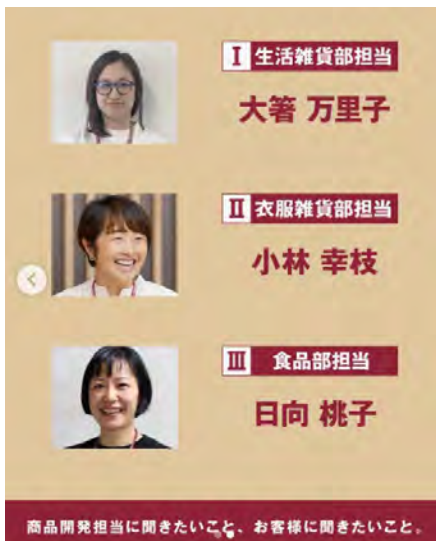 Ⅰ 生活雑貨部担当
大箸 万里子
Ⅱ 衣服雑貨部担当
小林 幸枝
Ⅲ 食品部担当
日向 桃子
商品開発担当に聞きたいこと、お客様に聞きたいこと。